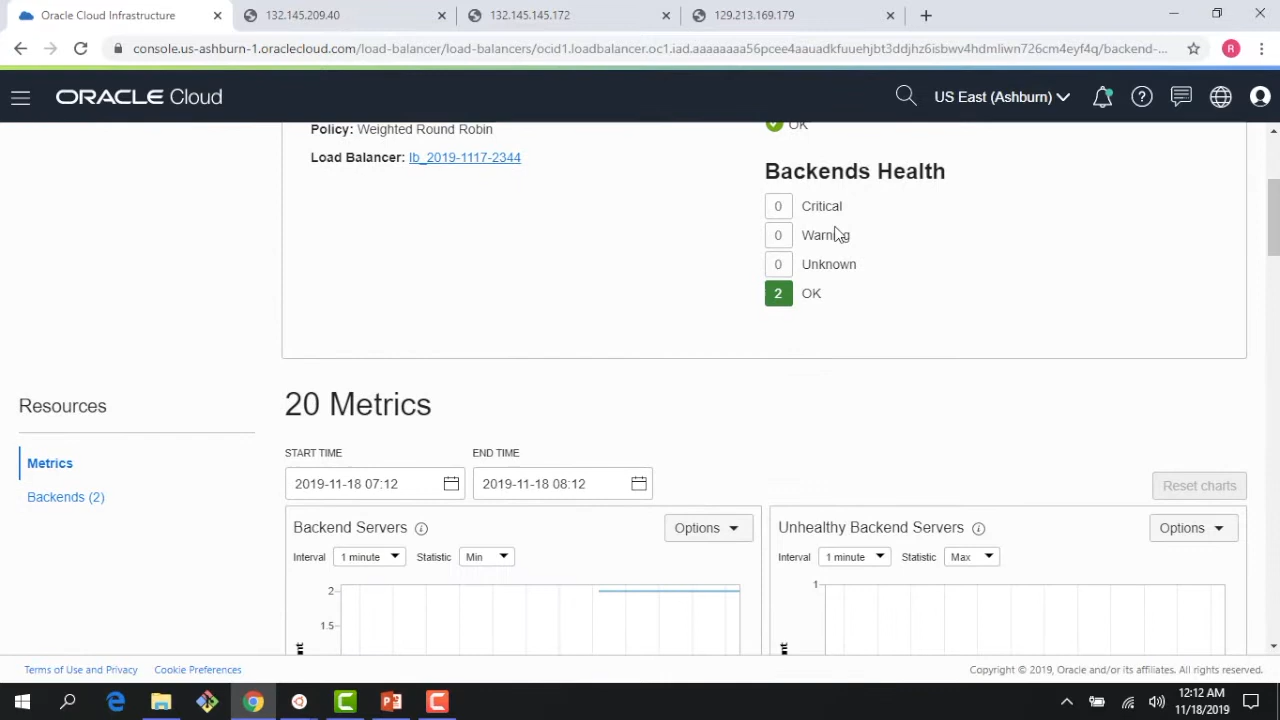 Oracle Cloud Infrastructure
132.145.209.40
132.145.145.172
129.213.169.179
console.us-ashburn-1.oraclecloud.com/load-balancer/load-balancers/ocid1.loadbalancer.oc1.iad.aaaaaaaa56pcee4aauadkfuuehjbt3ddjhz6isbwv4hdmliwn726cm4eyf4q/backend-...
R
ORACLE Cloud
US East (Ashburn)
Policy: Weighted Round Robin
OK
Load Balancer: lb_2019-1117-2344
Backends Health
0 Critical
0 Warning
0 Unknown
2 OK
Resources
20 Metrics
START TIME
END TIME
Metrics
2019-11-18 07:12
2019-11-18 08:12
Reset charts
Backends (2)
Backend Servers
Options
Unhealthy Backend Servers
Options
Interval 1 minute Statistic Min
Interval 1 minute Statistic Max
2
1.5
1
Terms of Use and Privacy
Cookie Preferences
Copyright © 2019, Oracle and/or its affiliates. All rights reserved.
12:12 AM
11/18/2019